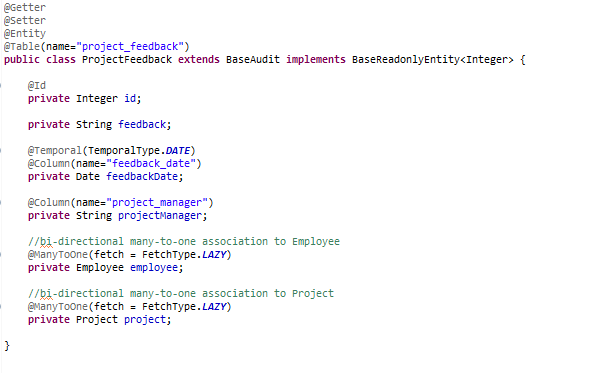 @Getter
@Setter
@Entity
@Table(name="project_feedback")
public class ProjectFeedback extends BaseAudit implements BaseReadonlyEntity<Integer> {
@Id
private Integer id;
private String feedback;
@Temporal(TemporalType.DATE)
@Column(name="feedback_date")
private Date feedbackDate;
@Column(name="project_manager")
private String projectManager;
//bi-directional many-to-one association to Employee
@ManyToOne(fetch = FetchType.LAZY)
private Employee employee;
//bi-directional many-to-one association to Project
@ManyToOne(fetch = FetchType.LAZY)
private Project project;
}